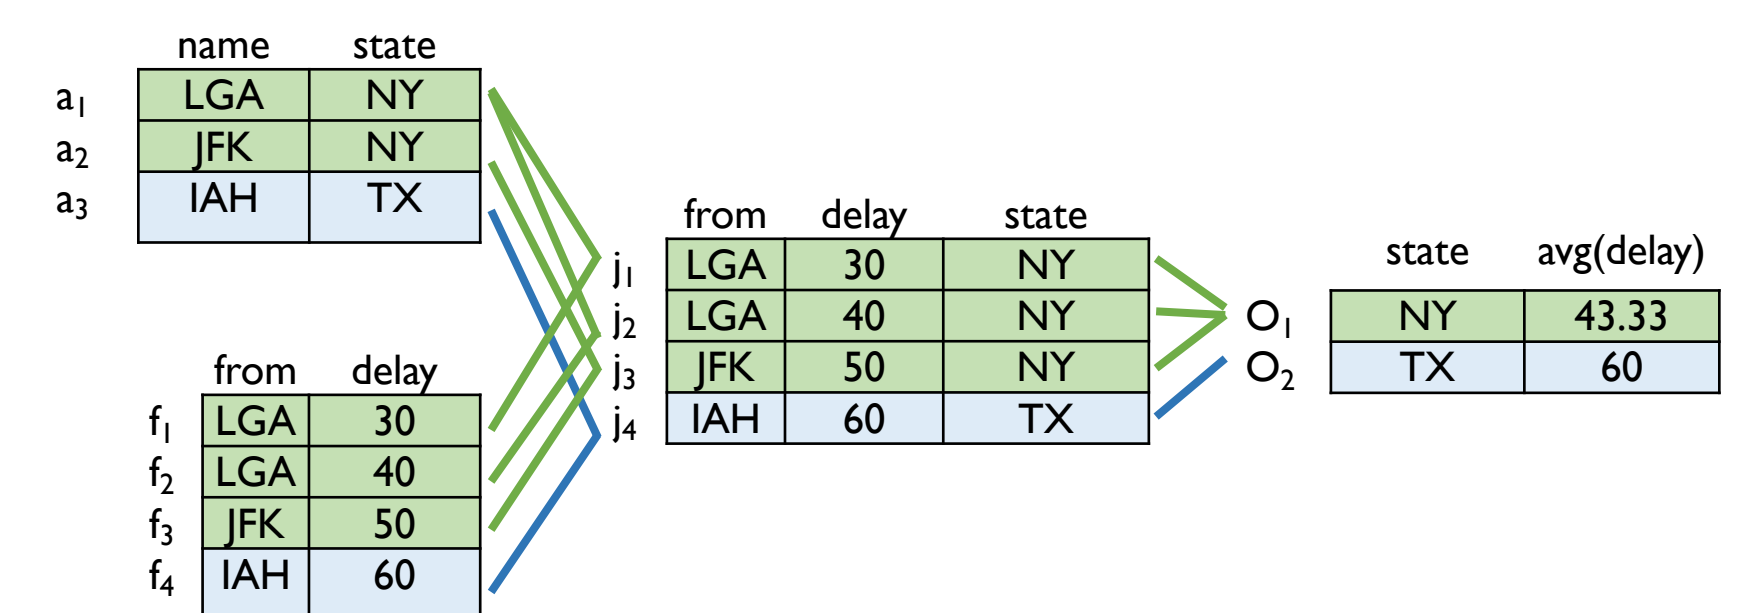 name state
a1 LGA NY
a2 JFK NY
a3 IAH TX
from delay
f1 LGA 30
f2 LGA 40
f3 JFK 50
f4 IAH 60
from delay state
j1 LGA 30 NY
j2 LGA 40 NY
j3 JFK 50 NY
j4 IAH 60 TX
state avg(delay)
O1 NY 43.33
O2 TX 60